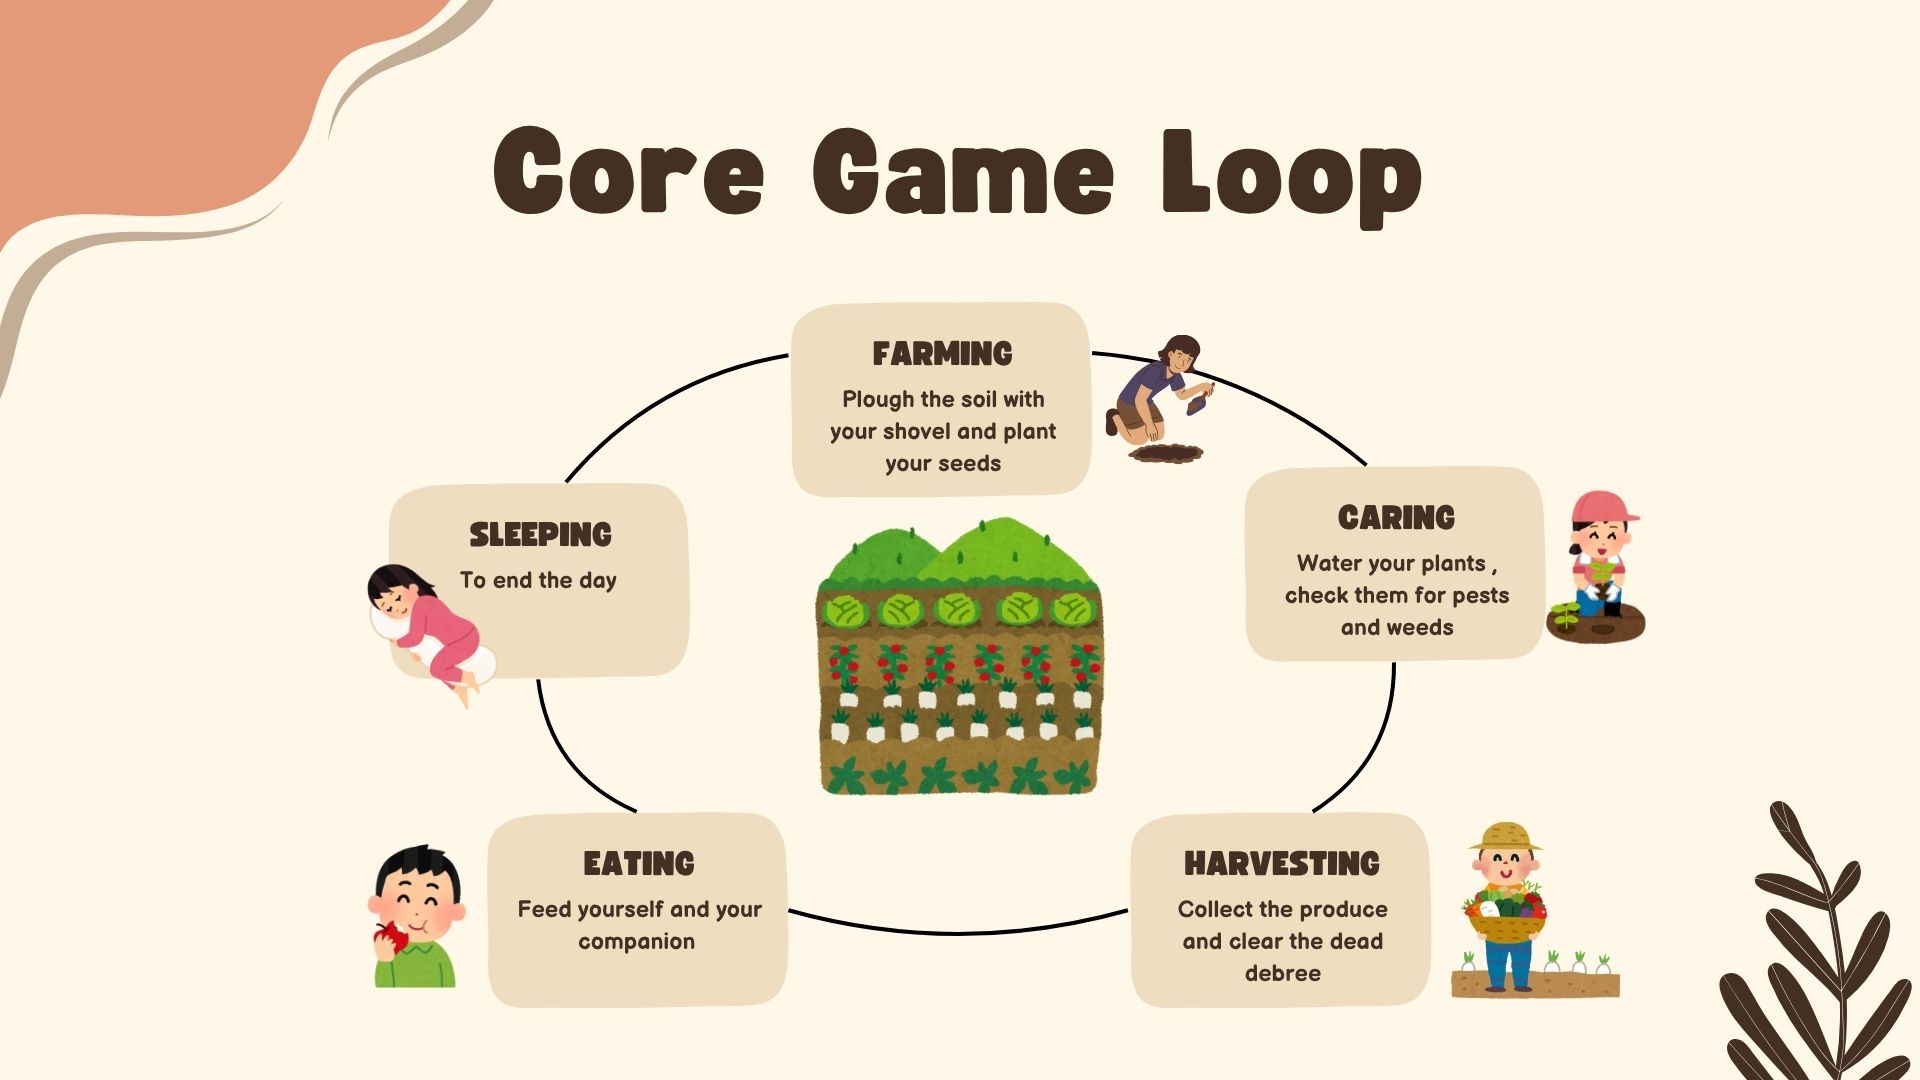 Core Game Loop
FARMING
Plough the soil with
your shovel and plant
your seeds
CARING
Water your plants ,
check them for pests
and weeds
HARVESTING
Collect the produce
and clear the dead
debree
EATING
Feed yourself and your
companion
SLEEPING
To end the day